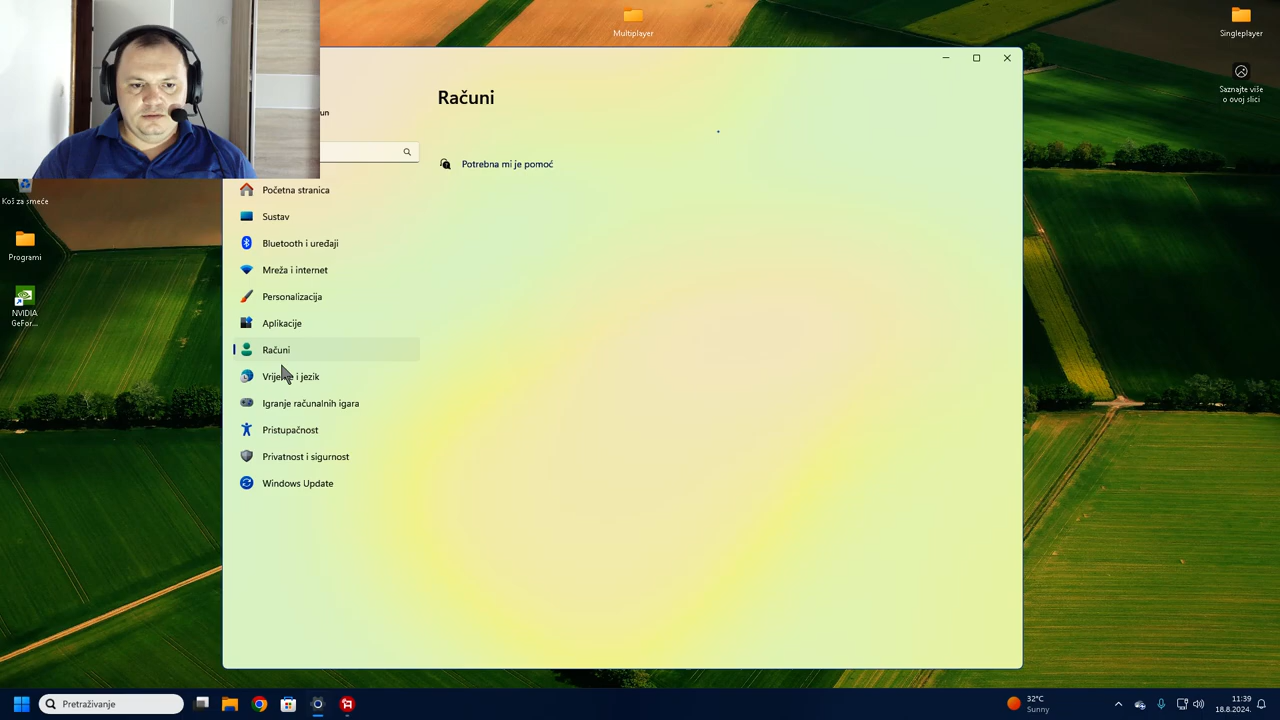 Multiplayer
Singleplayer
Saznajte više
o ovoj slici
Koš za smeće
Programi
NVIDIA
GeFor...
un
Računi
Potrebna mi je pomoć
Početna stranica
Sustav
Bluetooth i uređaji
Mreža i internet
Personalizacija
Aplikacije
Računi
Vrijeme i jezik
Igranje računalnih igara
Pristupačnost
Privatnost i sigurnost
Windows Update
Pretraživanje
32°C
Sunny
11:39
18.8.2024.